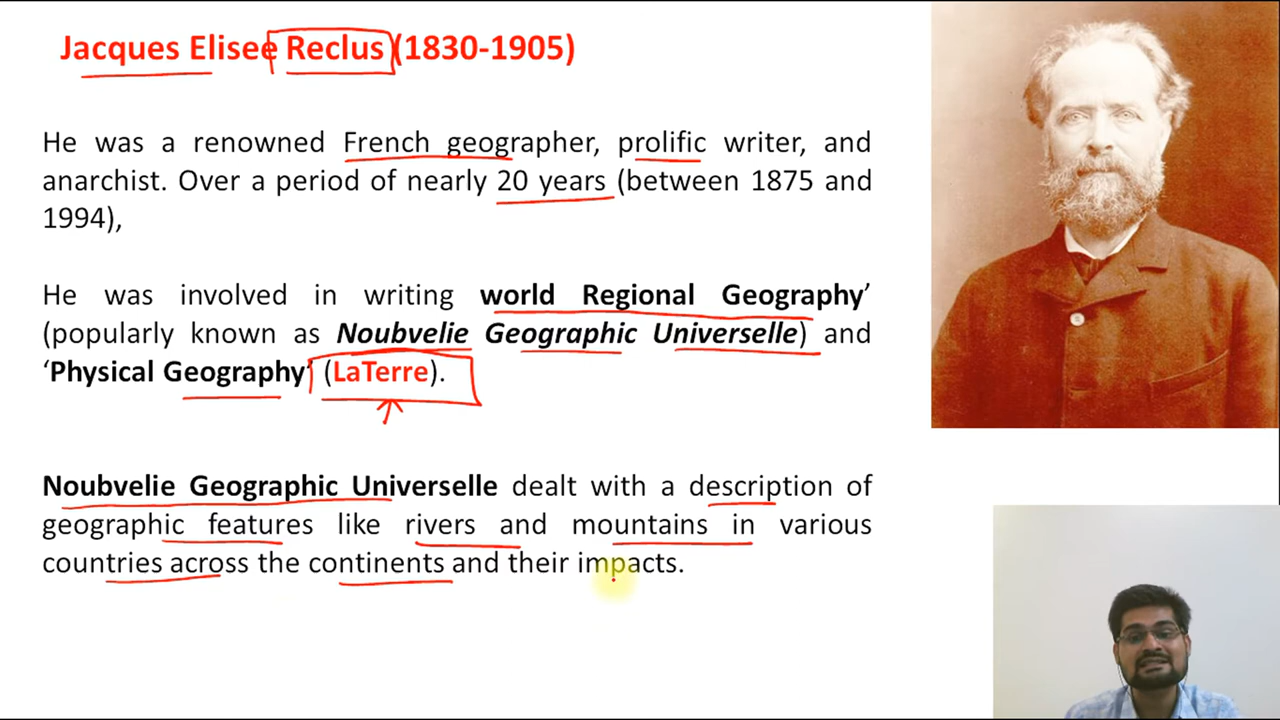 Jacques Elisee Reclus (1830-1905)
He was a renowned French geographer, prolific writer, and
anarchist. Over a period of nearly 20 years (between 1875 and
1994),
He was involved in writing world Regional Geography’
(popularly known as Noubvelie Geographic Universelle) and
‘Physical Geography’ (LaTerre).
Noubvelie Geographic Universelle dealt with a description of
geographic features like rivers and mountains in various
countries across the continents and their impacts.